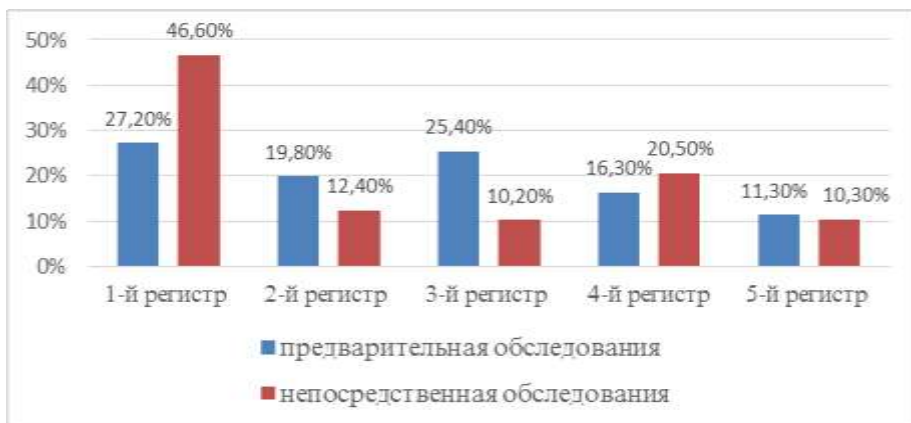 50%
40%
30%
20%
10%
0%
27,20%
46,60%
19,80%
12,40%
25,40%
10,20%
16,30%
20,50%
11,30%
10,30%
1-й регистр
2-й регистр
3-й регистр
4-й регистр
5-й регистр
предварительная обследования
непосредственная обследования